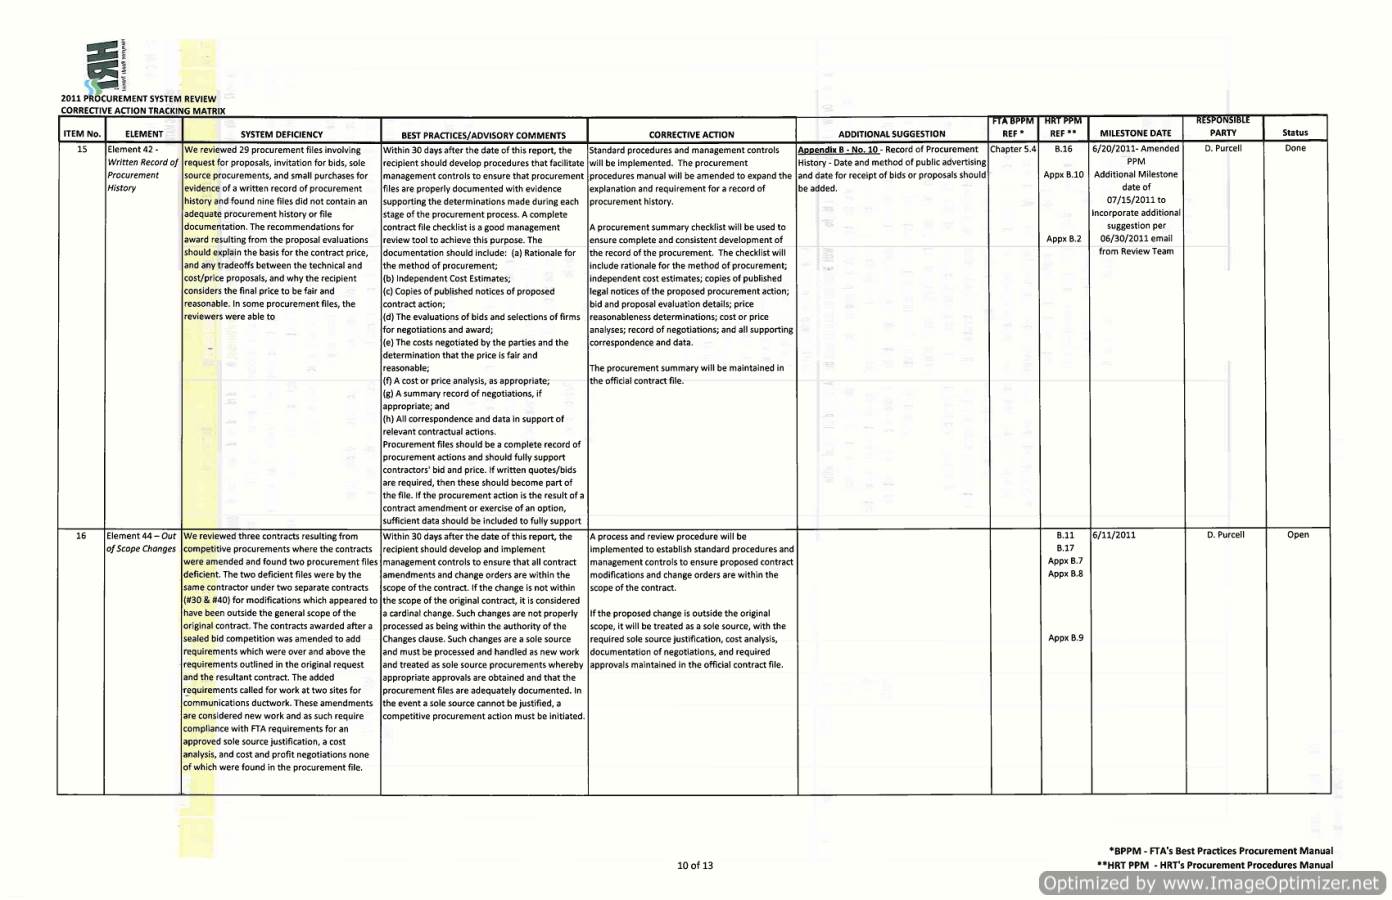 HRT
2011 PROCUREMENT SYSTEM REVIEW
CORRECTIVE ACTION TRACKING MATRIX
ITEM No.
ELEMENT
SYSTEM DEFICIENCY
BEST PRACTICES/ADVISORY COMMENTS
CORRECTIVE ACTION
ADDITIONAL SUGGESTION
FTA BPPM
REF *
HRT PPM
REF **
MILESTONE DATE
RESPONSIBLE
PARTY
Status
15
Element 42 -
Written Record of
Procurement
History
We reviewed 29 procurement files involving
request for proposals, invitation for bids, sole
source procurements, and small purchases for
evidence of a written record of procurement
history and found nine files did not contain an
adequate procurement history or file
documentation. The recommendations for
award resulting from the proposal evaluations
should explain the basis for the contract price,
and any tradeoffs between the technical and
cost/price proposals, and why the recipient
considers the final price to be fair and
reasonable. In some procurement files, the
reviewers were able to
Within 30 days after the date of this report, the
recipient should develop procedures that facilitate
management controls to ensure that procurement
files are properly documented with evidence
supporting the determinations made during each
stage of the procurement process. A complete
contract file checklist is a good management
review tool to achieve this purpose. The
documentation should include: (a) Rationale for
the method of procurement;
(b) Independent Cost Estimates;
(c) Copies of published notices of proposed
contract action;
(d) The evaluations of bids and selections of firms
for negotiations and award;
(e) The costs negotiated by the parties and the
determination that the price is fair and
reasonable;
(f) A cost or price analysis, as appropriate;
(g) A summary record of negotiations, if
appropriate; and
(h) All correspondence and data in support of
relevant contractual actions.
Procurement files should be a complete record of
procurement actions and should fully support
contractors' bid and price. If written quotes/bids
are required, then these should become part of
the file. If the procurement action is the result of a
contract amendment or exercise of an option,
sufficient data should be included to fully support
Standard procedures and management controls
will be implemented. The procurement
procedures manual will be amended to expand the
explanation and requirement for a record of
procurement history.
A procurement summary checklist will be used to
ensure complete and consistent development of
the record of the procurement. The checklist will
include rationale for the method of procurement;
independent cost estimates; copies of published
legal notices of the proposed procurement action;
bid and proposal evaluation details; price
reasonableness determinations; cost or price
analyses; record of negotiations; and all supporting
correspondence and data.
The procurement summary will be maintained in
the official contract file.
Appendix B - No. 10 - Record of Procurement
History - Date and method of public advertising
and date for receipt of bids or proposals should
be added.
Chapter 5.4
B.16
Appx B.10
Appx B.2
6/20/2011- Amended
PPM
Additional Milestone
date of
07/15/2011 to
incorporate additional
suggestion per
06/30/2011 email
from Review Team
D. Purcell
Done
16
Element 44 – Out
of Scope Changes
We reviewed three contracts resulting from
competitive procurements where the contracts
were amended and found two procurement files
deficient. The two deficient files were by the
same contractor under two separate contracts
(#30 & #40) for modifications which appeared to
have been outside the general scope of the
original contract. The contracts awarded after a
sealed bid competition was amended to add
requirements which were over and above the
requirements outlined in the original request
and the resultant contract. The added
requirements called for work at two sites for
communications ductwork. These amendments
are considered new work and as such require
compliance with FTA requirements for an
approved sole source justification, a cost
analysis, and cost and profit negotiations none
of which were found in the procurement file.
Within 30 days after the date of this report, the
recipient should develop and implement
management controls to ensure that all contract
amendments and change orders are within the
scope of the contract. If the change is not within
the scope of the original contract, it is considered
a cardinal change. Such changes are not properly
processed as being within the authority of the
Changes clause. Such changes are a sole source
and must be processed and handled as new work
and treated as sole source procurements whereby
appropriate approvals are obtained and that the
procurement files are adequately documented. In
the event a sole source cannot be justified, a
competitive procurement action must be initiated.
A process and review procedure will be
implemented to establish standard procedures and
management controls to ensure proposed contract
modifications and change orders are within the
scope of the contract.
If the proposed change is outside the original
scope, it will be treated as a sole source, with the
required sole source justification, cost analysis,
documentation of negotiations, and required
approvals maintained in the official contract file.
B.11
B.17
Appx B.7
Appx B.8
Appx B.9
6/11/2011
D. Purcell
Open
*BPPM - FTA's Best Practices Procurement Manual
10 of 13
**HRT PPM - HRT's Procurement Procedures Manual
Optimized by www.ImageOptimizer.net